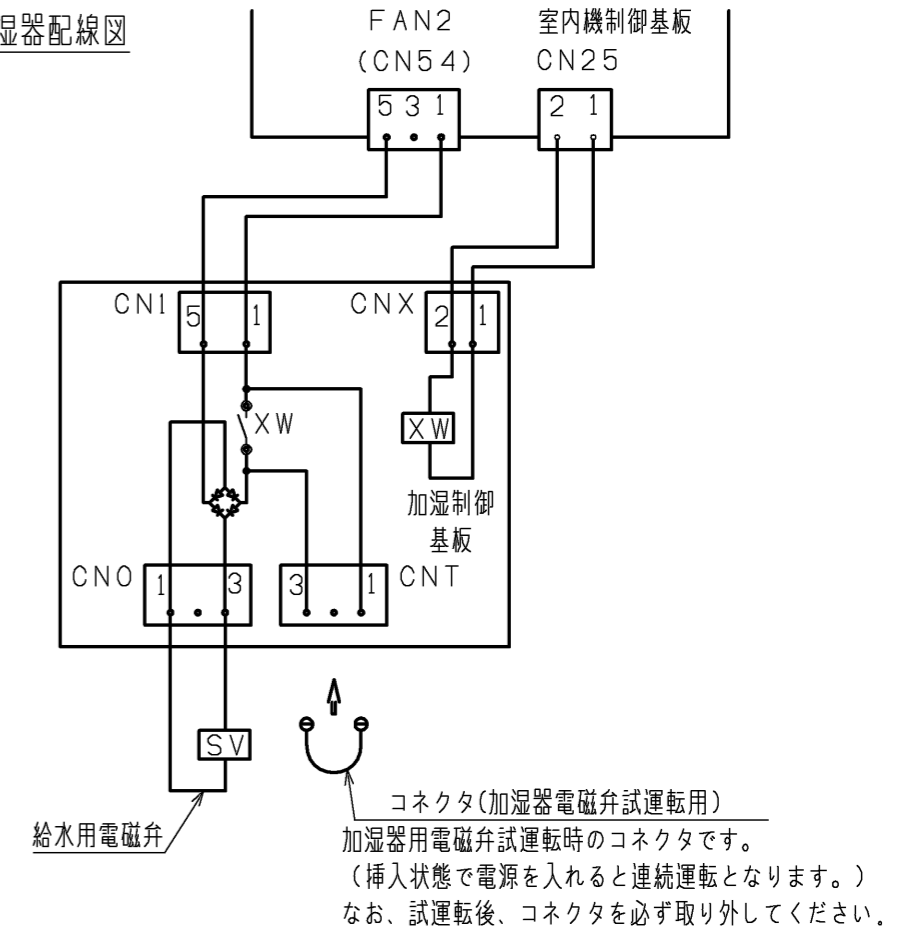 湿器配線図
FAN2
(CN54)
室内機制御基板
CN25
5 3 1
2 1
CN1
5 1
CNX
2 1
XW
XW
加湿制御
基板
CNO
1 3
3 1
CNT
SV
給水用電磁弁
コネクタ(加湿器電磁弁試運転用)
加湿器用電磁弁試運転時のコネクタです。
（挿入状態で電源を入れると連続運転となります。）
なお、試運転後、コネクタを必ず取り外してください。